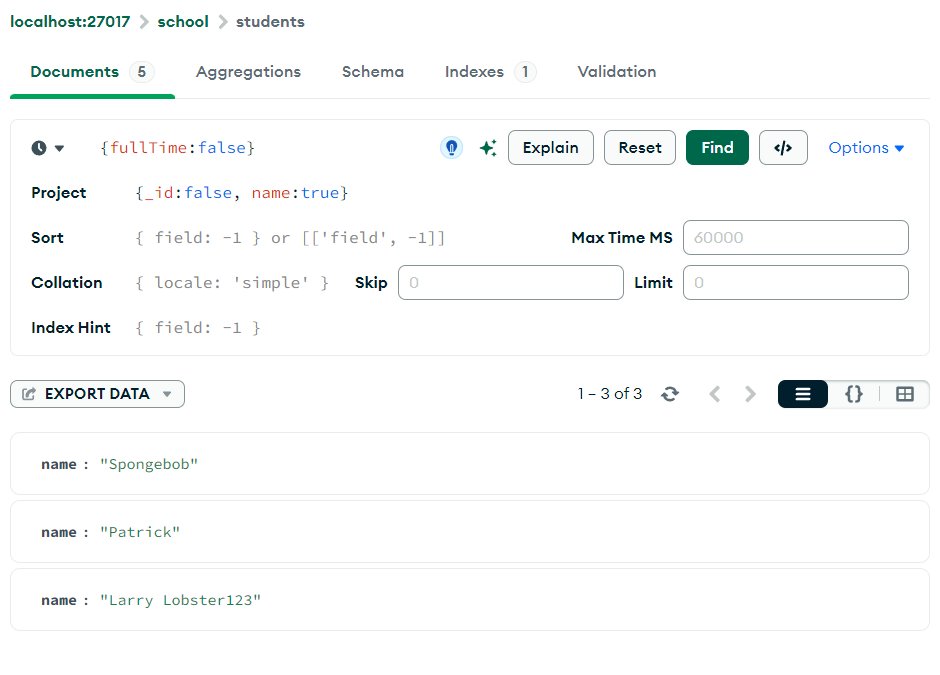 localhost:27017 > school > students
Documents 5 Aggregations Schema Indexes 1 Validation
{fullTime:false} Explain Reset Find </> Options
Project {_id:false, name:true}
Sort { field: -1 } or [['field', -1]] Max Time MS 60000
Collation { locale: 'simple' } Skip 0 Limit 0
Index Hint { field: -1 }
EXPORT DATA 1 – 3 of 3 {}
name : "Spongebob"
name : "Patrick"
name : "Larry Lobster123"